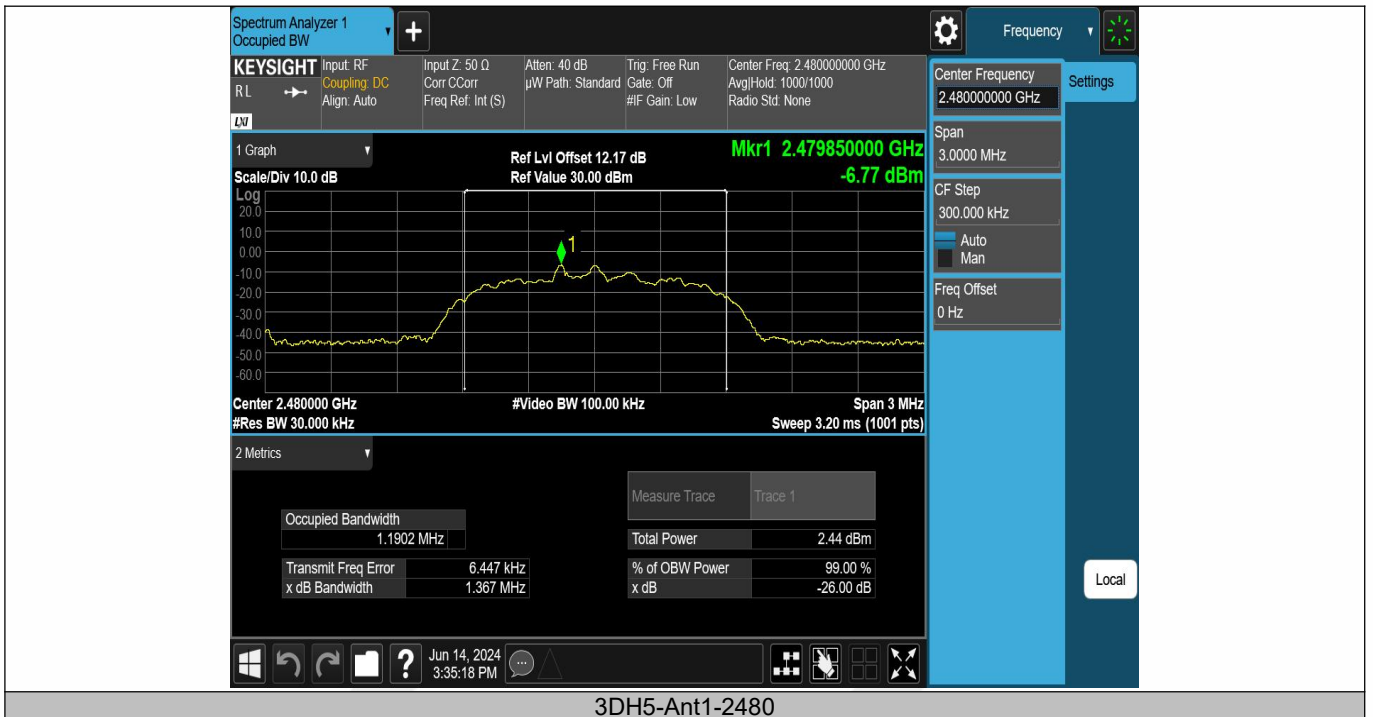 Spectrum Analyzer 1
Occupied BW
Frequency
KEYSIGHT
RL
LXI
Input: RF
Coupling: DC
Align: Auto
Input Z: 50 Ω
Corr CCorr
Freq Ref: Int (S)
Atten: 40 dB
µW Path: Standard
Trig: Free Run
Gate: Off
#IF Gain: Low
Center Freq: 2.480000000 GHz
Avg|Hold: 1000/1000
Radio Std: None
Center Frequency
2.480000000 GHz
Settings
Span
3.0000 MHz
CF Step
300.000 kHz
Auto
Man
Freq Offset
0 Hz
Local
1 Graph
Scale/Div 10.0 dB
Ref Lvl Offset 12.17 dB
Ref Value 30.00 dBm
Mkr1 2.479850000 GHz
-6.77 dBm
Log
20.0
10.0
0.00
-10.0
-20.0
-30.0
-40.0
-50.0
-60.0
1
Center 2.480000 GHz
#Video BW 100.00 kHz
Span 3 MHz
#Res BW 30.000 kHz
Sweep 3.20 ms (1001 pts)
2 Metrics
Measure Trace Trace 1
Occupied Bandwidth
1.1902 MHz
Total Power 2.44 dBm
Transmit Freq Error 6.447 kHz
% of OBW Power 99.00 %
x dB Bandwidth 1.367 MHz
x dB -26.00 dB
?
Jun 14, 2024
3:35:18 PM
3DH5-Ant1-2480